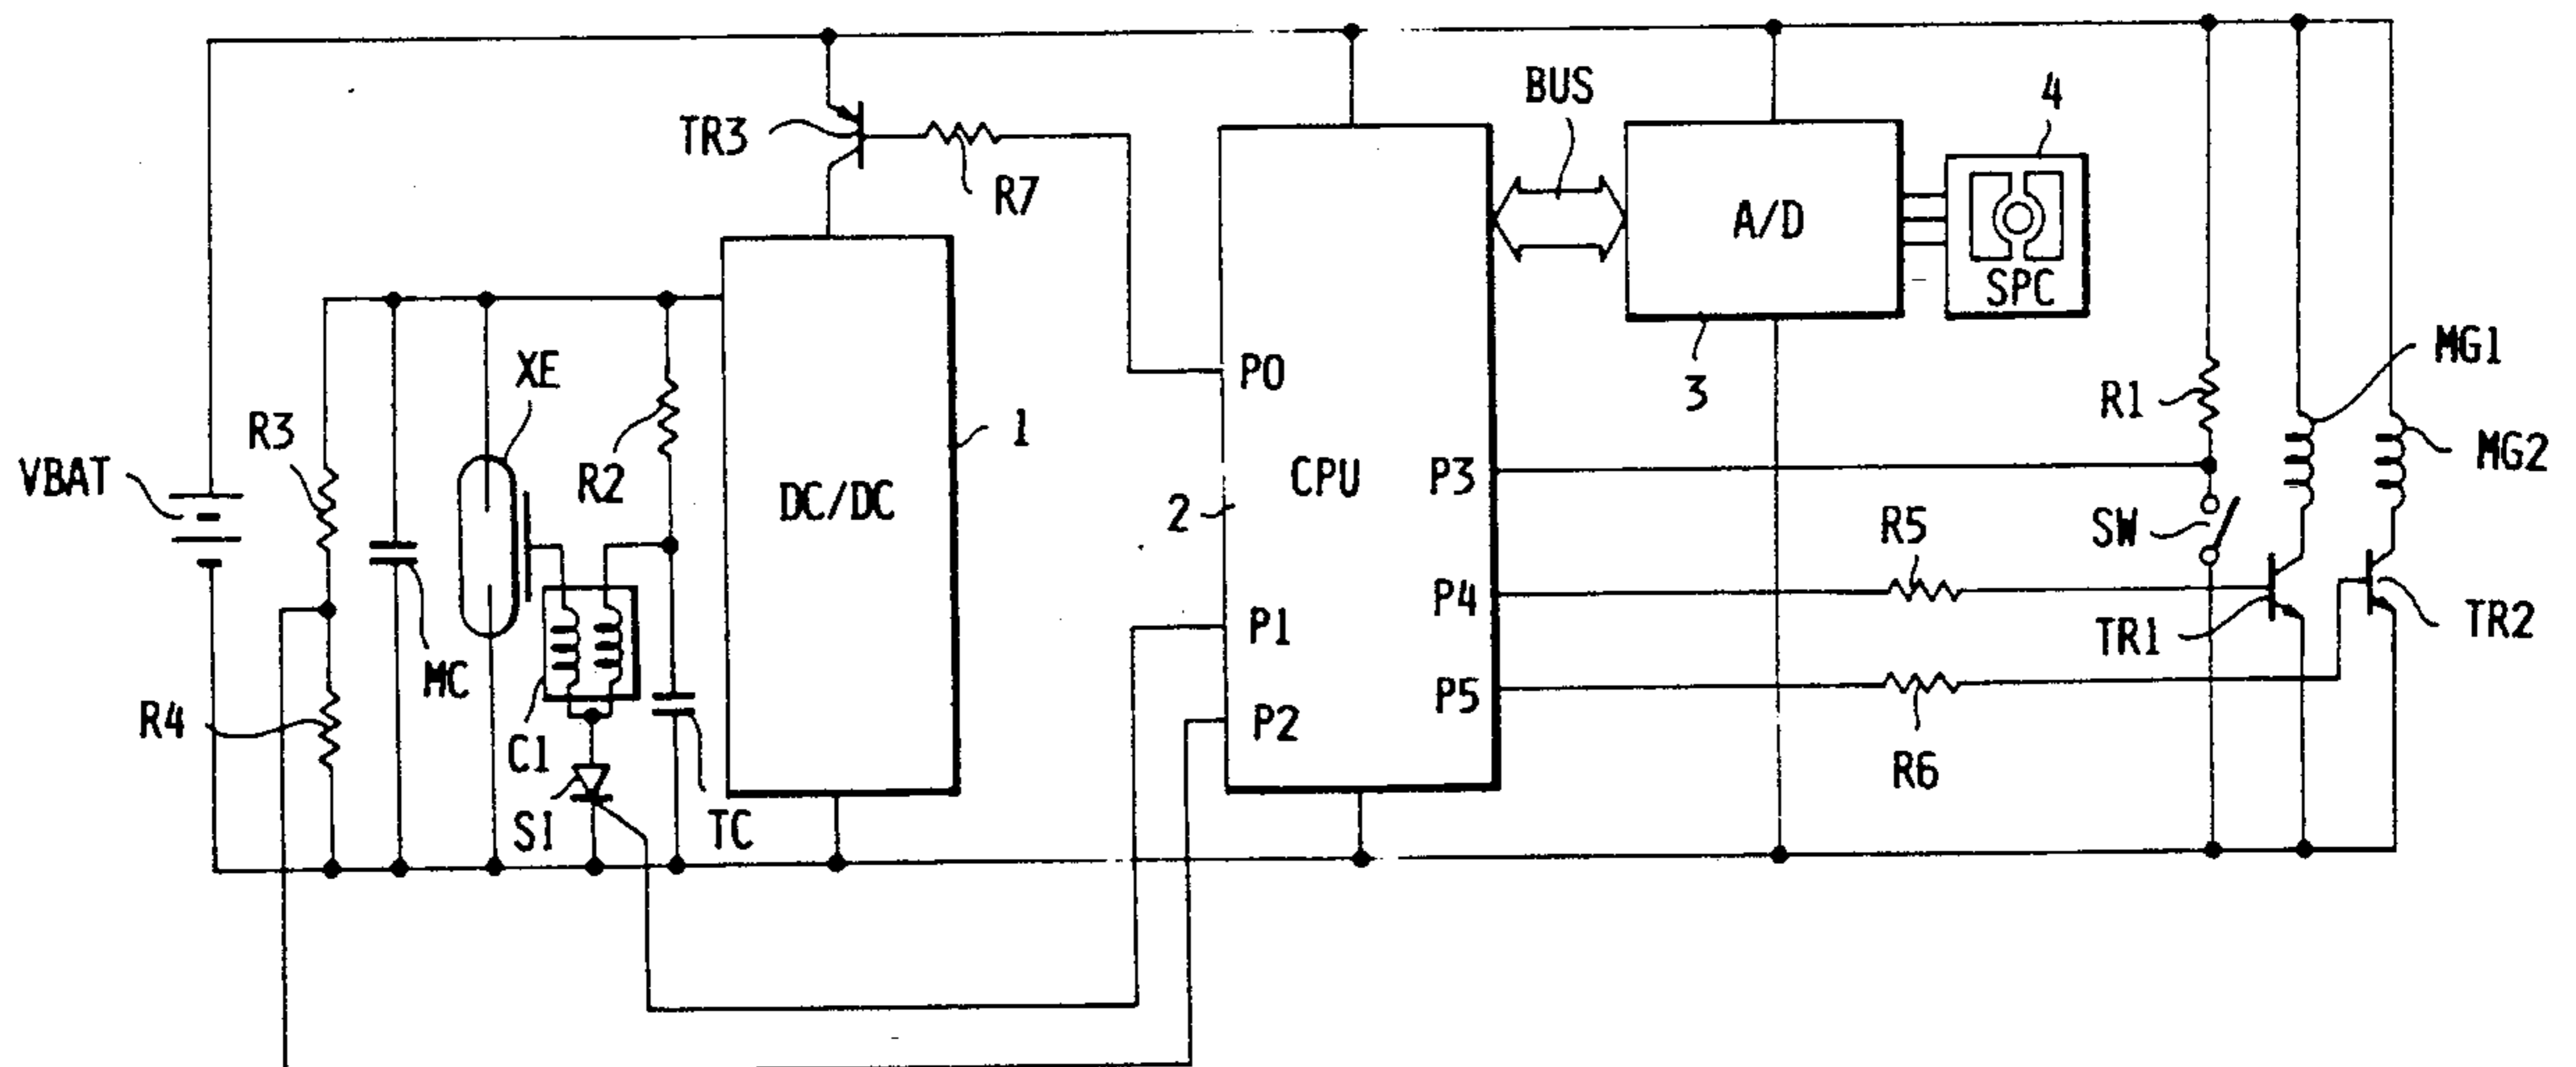 BUS
4
TR3
R7
A/D
SPC
3
XE
P0
MG1
R3
R1
1
VBAT
R2
DC/DC
2
CPU
P3
MG2
SW
R5
P4
TR1
TR2
MC
P1
P5
R4
C1
P2
R6
S1
TC